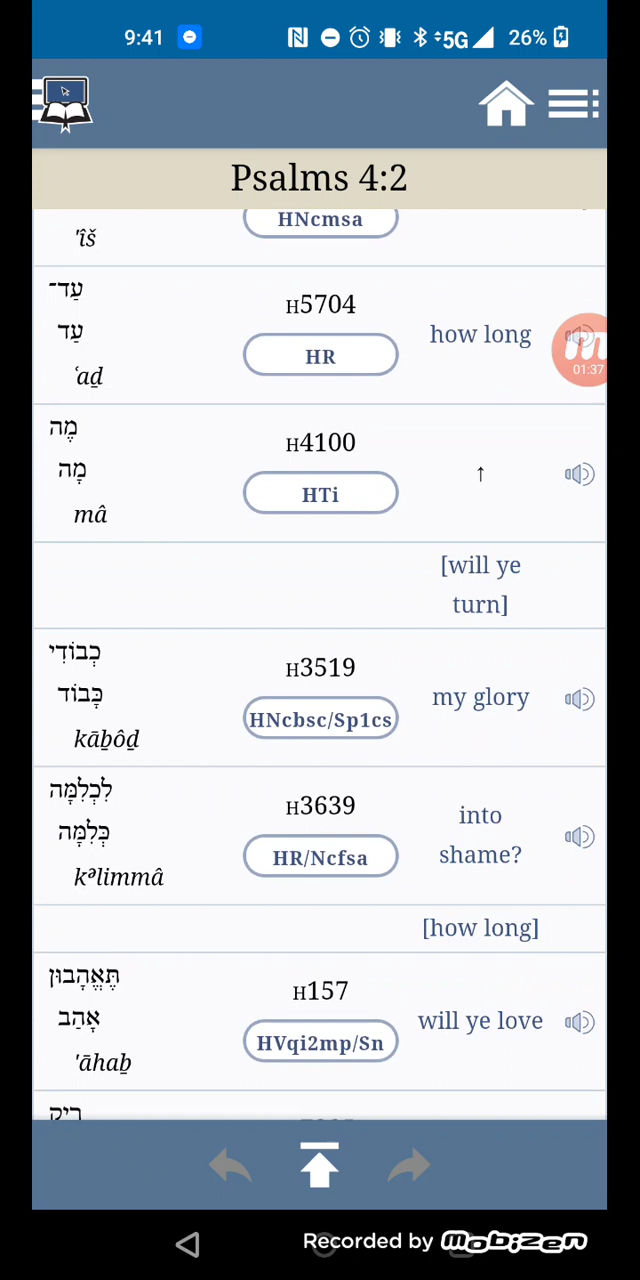 9:41 5G 26%
Psalms 4:2
'îš HNcmsa
עַד־
H5704
עַד
HR
how long
ʿaḏ
01:37
מֶה
H4100
מָה
HTi
↑
mâ
[will ye
turn]
כְבוֹדִי
H3519
כָּבוֹד
HNcbsc/Sp1cs
my glory
kāḇôḏ
לִכְלִמָּה
H3639
כְּלִמָּה
HR/Ncfsa
into
shame?
kᵊlimmâ
[how long]
תֶּאֱהָבוּן
H157
אָהַב
HVqi2mp/Sn
will ye love
'āhaḇ
Recorded by mobizen